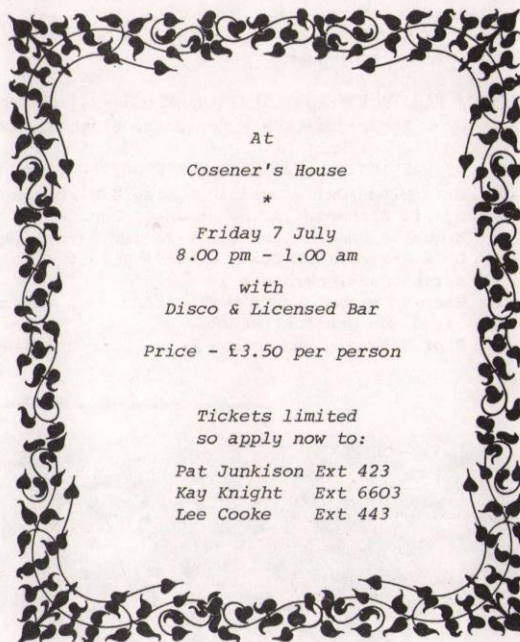 At
Cosener's House
*
Friday 7 July
8.00 pm - 1.00 am
with
Disco & Licensed Bar
Price - £3.50 per person
Tickets limited
so apply now to:
Pat Junkison Ext 423
Kay Knight Ext 6603
Lee Cooke Ext 443